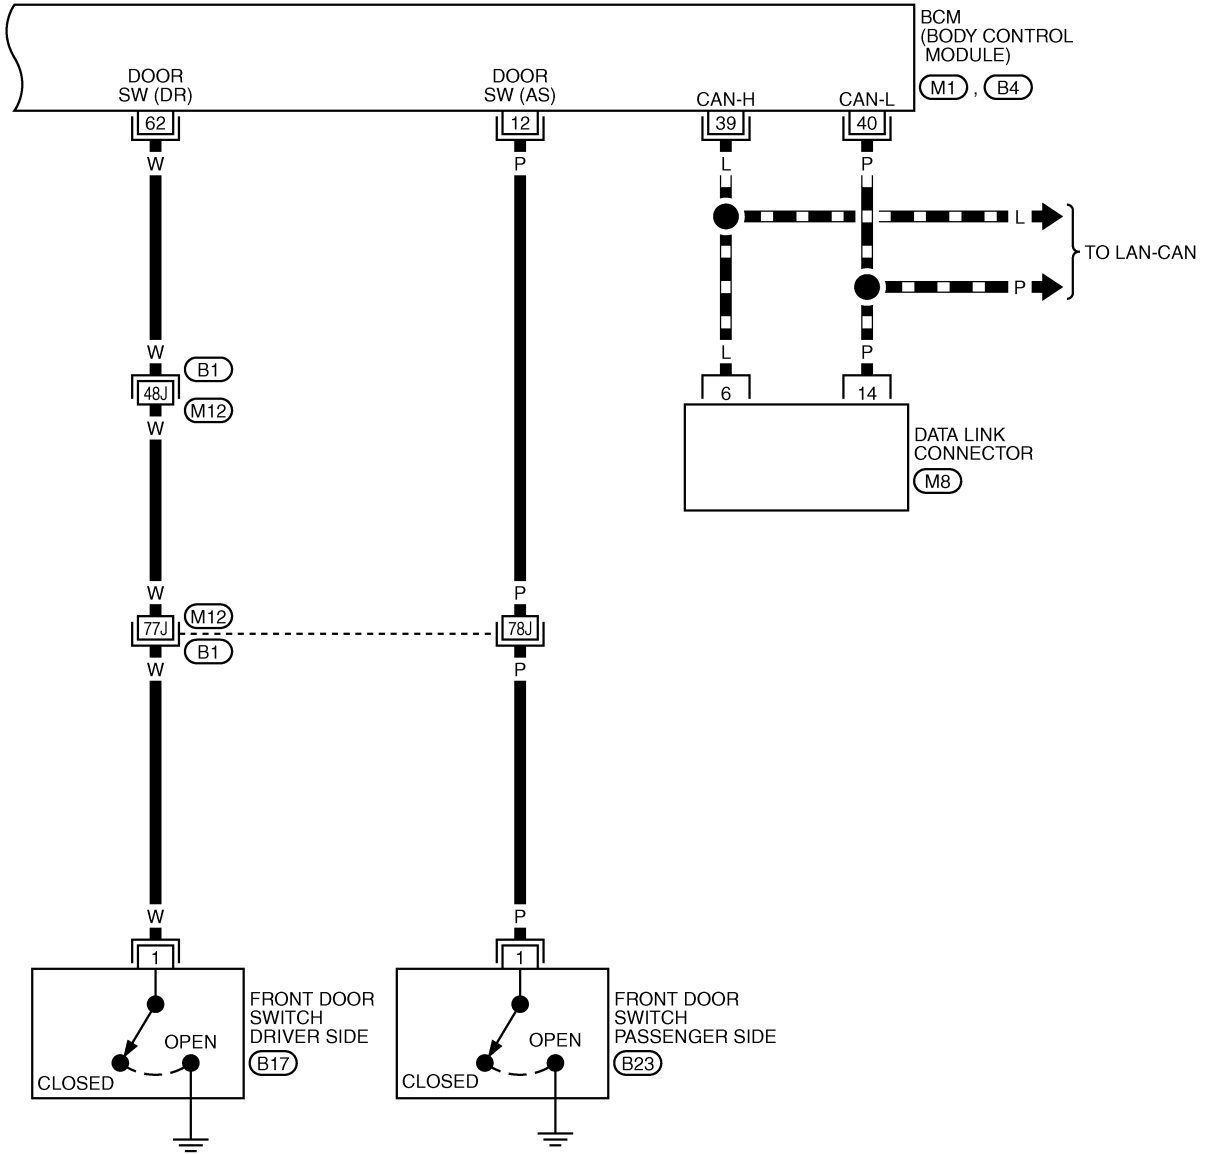 BCM
(BODY CONTROL
MODULE)
M1 , B4
DOOR
SW (DR)
DOOR
SW (AS)
CAN-H
CAN-L
62
12
39
40
W
P
L
P
L
P
TO LAN-CAN
W
L
P
B1
48J
6
14
M12
W
DATA LINK
CONNECTOR
M8
W
P
M12
77J
78J
B1
W
P
W
P
1
1
FRONT DOOR
SWITCH
DRIVER SIDE
B17
OPEN
CLOSED
FRONT DOOR
SWITCH
PASSENGER SIDE
B23
OPEN
CLOSED